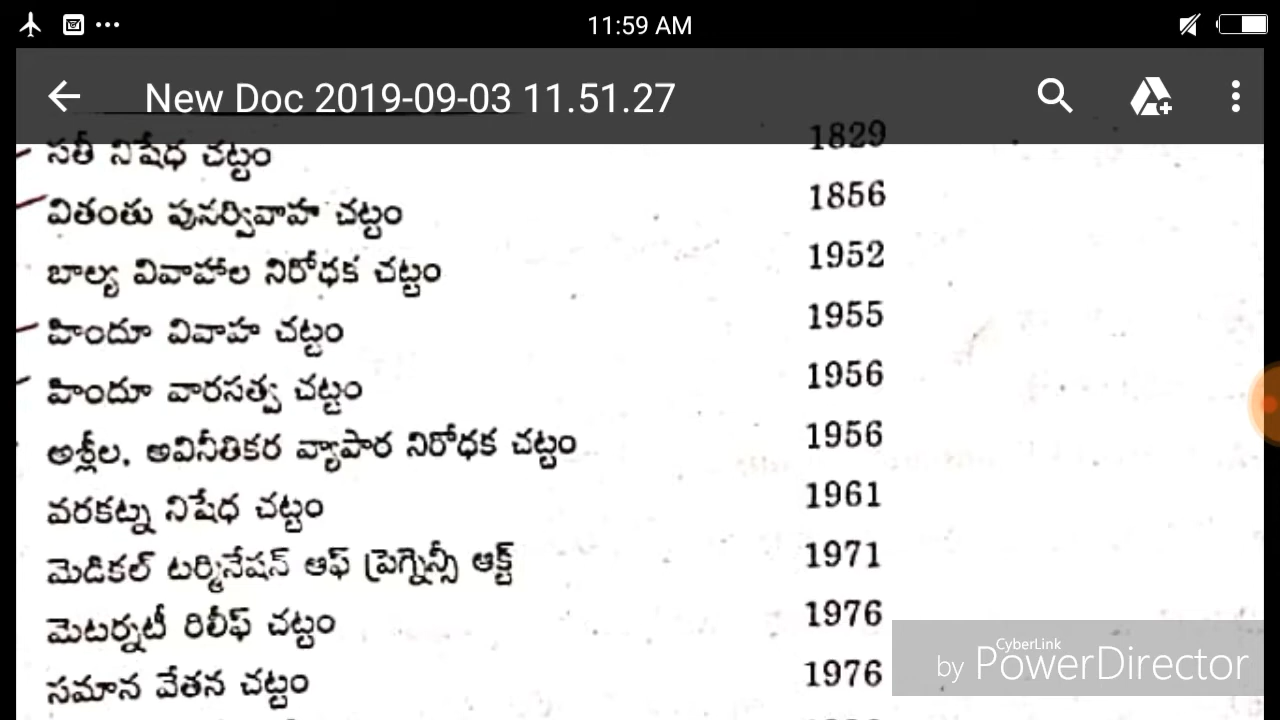 11:59 AM
New Doc 2019-09-03 11.51.27
సతీ నిషేధ చట్టం 1829
వితంతు పునర్వివాహ చట్టం 1856
బాల్య వివాహాల నిరోధక చట్టం 1952
హిందూ వివాహ చట్టం 1955
హిందూ వారసత్వ చట్టం 1956
అశ్లీల, అవినీతికర వ్యాపార నిరోధక చట్టం 1956
వరకట్న నిషేధ చట్టం 1961
మెడికల్ టర్మినేషన్ ఆఫ్ ప్రెగ్నెన్సీ ఆక్ట్ 1971
మెటర్నటీ రిలీఫ్ చట్టం 1976
సమాన వేతన చట్టం 1976
CyberLink
by PowerDirector